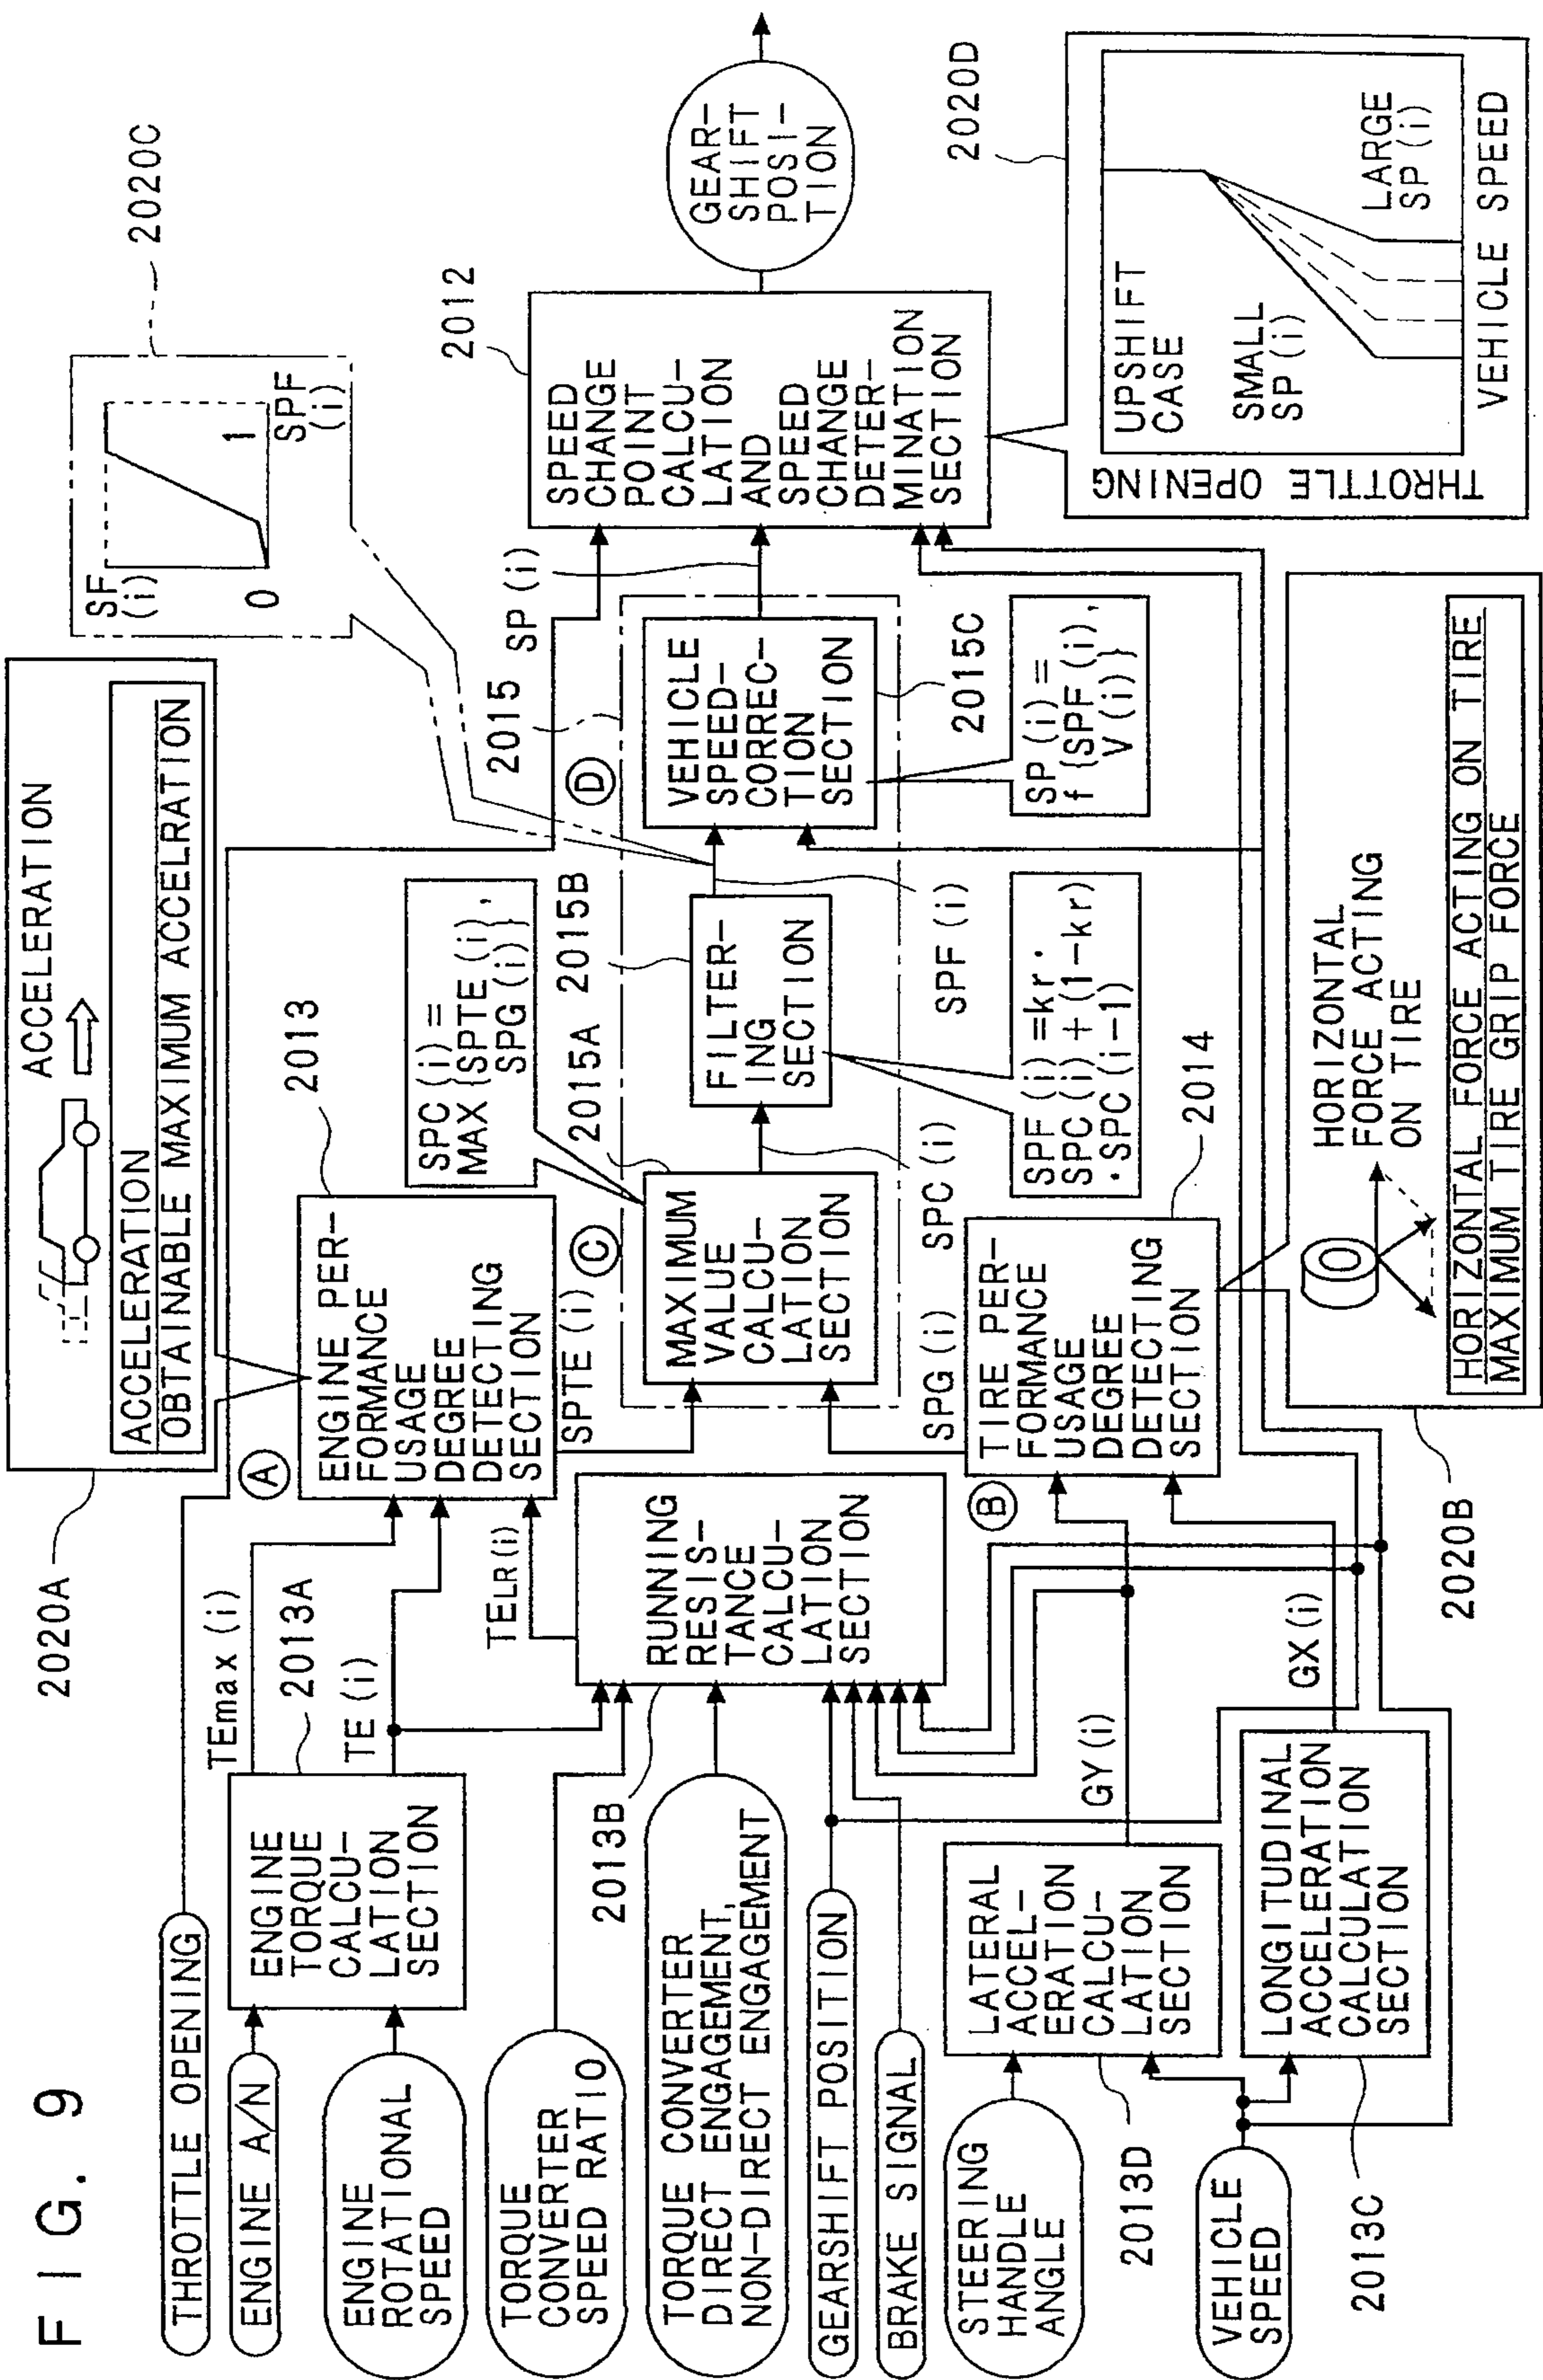 FIG. 9
THROTTLE OPENING
ENGINE A/N
ENGINE
ROTATIONAL
SPEED
TORQUE
CONVERTER
SPEED RATIO
TORQUE CONVERTER
DIRECT ENGAGEMENT,
NON-DIRECT ENGAGEMENT
GEARSHIFT POSITION
BRAKE SIGNAL
STEERING
HANDLE
ANGLE
VEHICLE
SPEED
ENGINE
TORQUE
CALCU-
LATION
SECTION
2013A
TEmax (i)
TE (i)
2013B
RUNNING
RESIS-
TANCE
CALCU-
LATION
SECTION
TELR(i)
LATERAL
ACCEL-
ERATION
CALCU-
LATION
SECTION
2013D
GY (i)
LONGITUDINAL
ACCELERATION
CALCULATION
SECTION
2013C
GX (i)
2020A
ACCELERATION
ACCELERATION
OBTAINABLE MAXIMUM ACCELRATION
A
ENGINE PER-
FORMANCE
USAGE
DEGREE
DETECTING
SECTION
2013
SPTE (i)
B
TIRE PER-
FORMANCE
USAGE
DEGREE
DETECTING
SECTION
2014
SPG (i)
2020B
HORIZONTAL
FORCE ACTING
ON TIRE
HORIZONTAL FORCE ACTING ON TIRE
MAXIMUM TIRE GRIP FORCE
C
MAXIMUM
VALUE
CALCU-
LATION
SECTION
2015A
SPC (i) =
MAX {SPTE (i),
SPG (i)}
SPC (i)
FILTER-
ING
SECTION
2015B
SPF (i) =kr·
SPC (i) + (1-kr)
·SPC (i-1)
SPF (i)
D
2015
VEHICLE
SPEED-
CORREC-
TION
SECTION
2015C
SP (i) =
f {SPF (i),
V (i)}
SP (i)
2020C
SF
(i)
0
1
SPF
(i)
SPEED
CHANGE
POINT
CALCU-
LATION
AND
SPEED
CHANGE
DETER-
MINATION
SECTION
2012
GEAR-
SHIFT
POSI-
TION
2020D
THROTTLE OPENING
UPSHIFT
CASE
SMALL
SP (i)
LARGE
SP (i)
VEHICLE SPEED